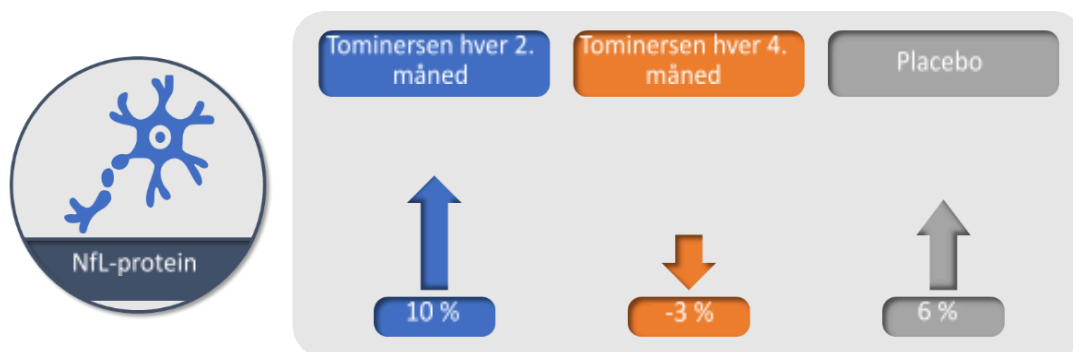 Tominersen hver 2.
måned
Tominersen hver 4.
måned
Placebo
NfL-protein
10 %
-3 %
6 %